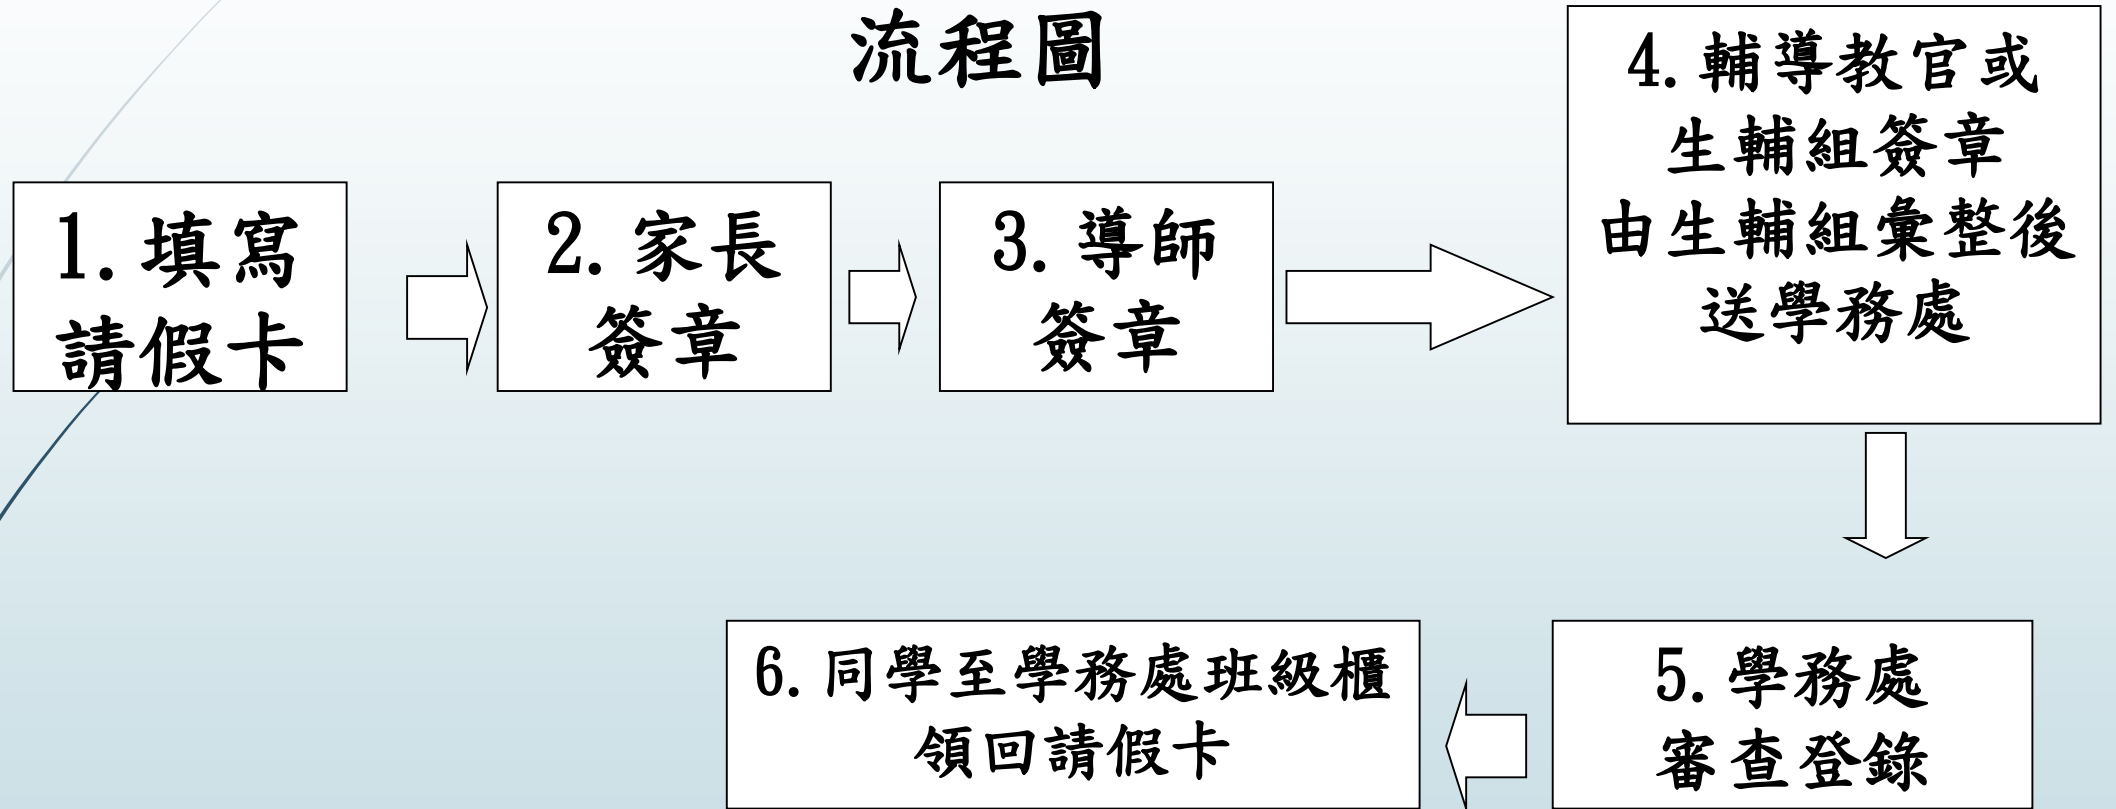 流程圖
1.填寫
請假卡
2.家長
簽章
3.導師
簽章
4.輔導教官或
生輔組簽章
由生輔組彙整後
送學務處
5.學務處
審查登錄
6.同學至學務處班級櫃
領回請假卡